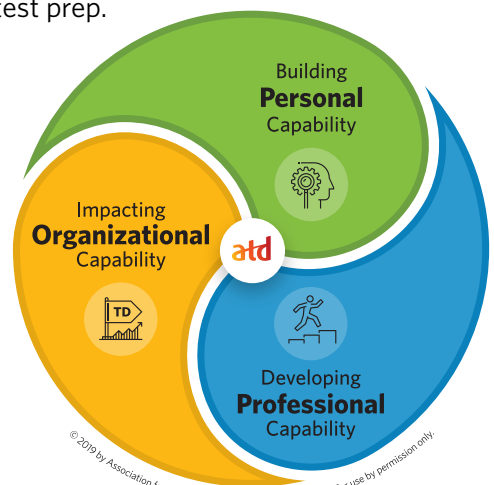 test prep.
Building
Personal
Capability
Impacting
Organizational
Capability
TD
atd
Developing
Professional
Capability
© 2019 by Association
use by permission only.